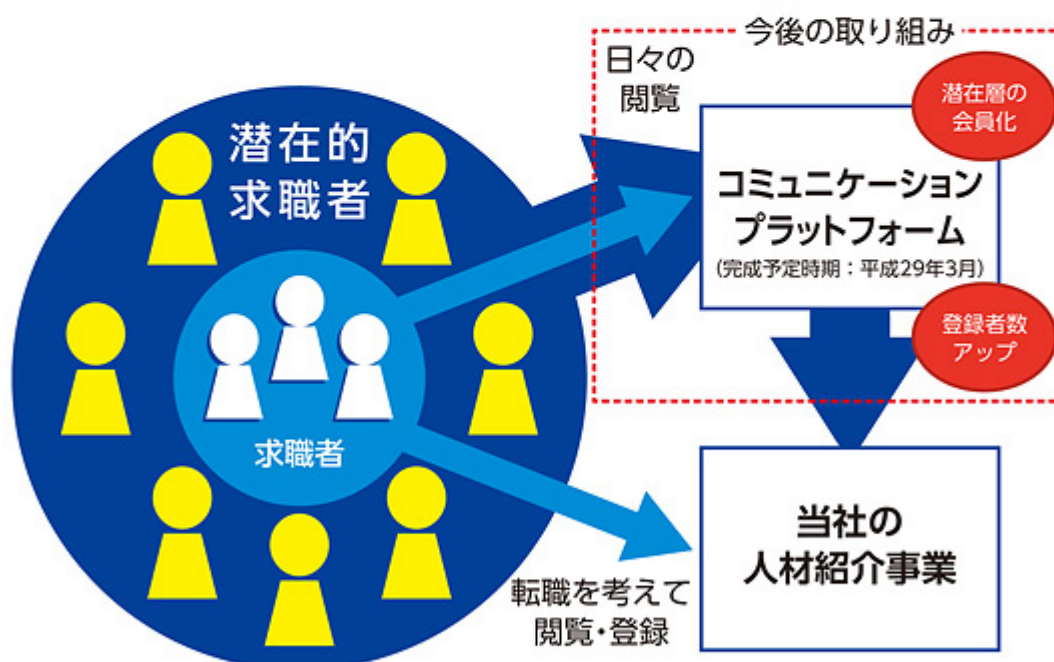 今後の取り組み
日々の
閲覧
潜在層の
会員化
潜在的
求職者
コミュニケーション
プラットフォーム
(完成予定時期:平成29年3月)
登録者数
アップ
求職者
当社の
人材紹介事業
転職を考えて
閲覧・登録